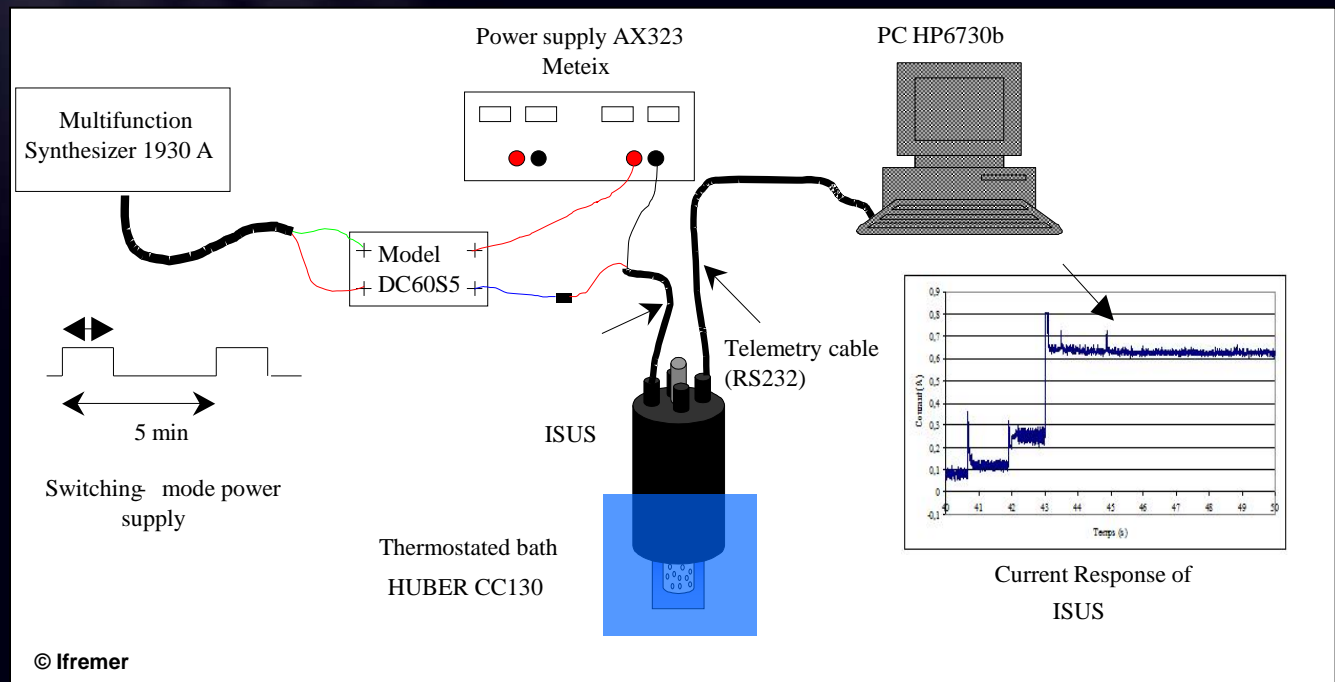 Power supply AX323
Meteix
PC HP6730b
Multifunction
Synthesizer 1930 A
Model
DC60S5
5 min
Switching- mode power
supply
Telemetry cable
(RS232)
ISUS
Thermostated bath
HUBER CC130
0,9
0,8
0,7
0,6
0,5
0,4
0,3
0,2
0,1
0
-0,1
Courant (A)
40 41 42 43 44 45 46 47 48 49 50
Temps (s)
Current Response of
ISUS
© Ifremer